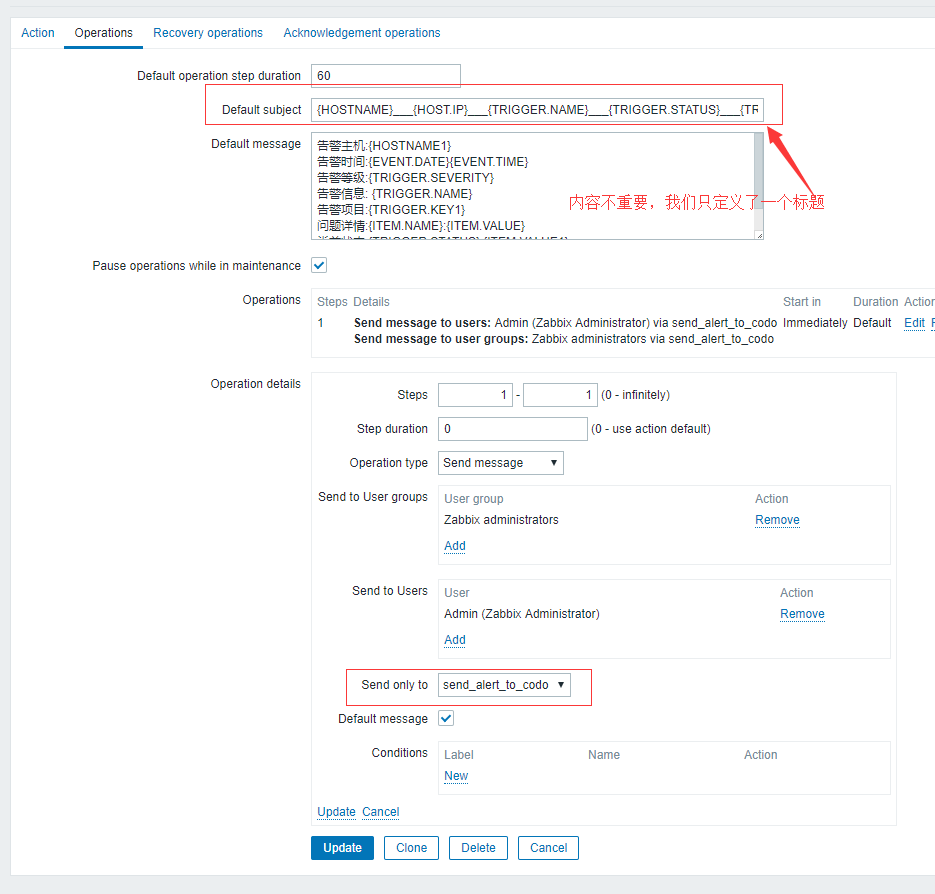 Action Operations Recovery operations Acknowledgement operations
Default operation step duration 60
Default subject {HOSTNAME}___{HOST.IP}___{TRIGGER.NAME}___{TRIGGER.STATUS}___{TR
Default message 告警主机:{HOSTNAME1}
告警时间:{EVENT.DATE}{EVENT.TIME}
告警等级:{TRIGGER.SEVERITY}
告警信息: {TRIGGER.NAME}
告警项目:{TRIGGER.KEY1}
问题详情:{ITEM.NAME}:{ITEM.VALUE}
内容不重要，我们只定义了一个标题
Pause operations while in maintenance
Operations Steps Details Start in Duration Action
1 Send message to users: Admin (Zabbix Administrator) via send_alert_to_codo Immediately Default Edit
Send message to user groups: Zabbix administrators via send_alert_to_codo
Operation details
Steps 1 - 1 (0 - infinitely)
Step duration 0 (0 - use action default)
Operation type Send message
Send to User groups User group Action
Zabbix administrators Remove
Add
Send to Users User Action
Admin (Zabbix Administrator) Remove
Add
Send only to send_alert_to_codo
Default message
Conditions Label Name Action
New
Update Cancel
Update Clone Delete Cancel